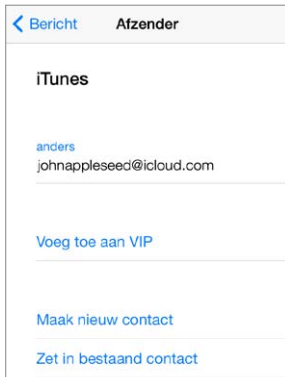 Bericht Afzender
iTunes
anders
johnappleseed@icloud.com
Voeg toe aan VIP
Maak nieuw contact
Zet in bestaand contact